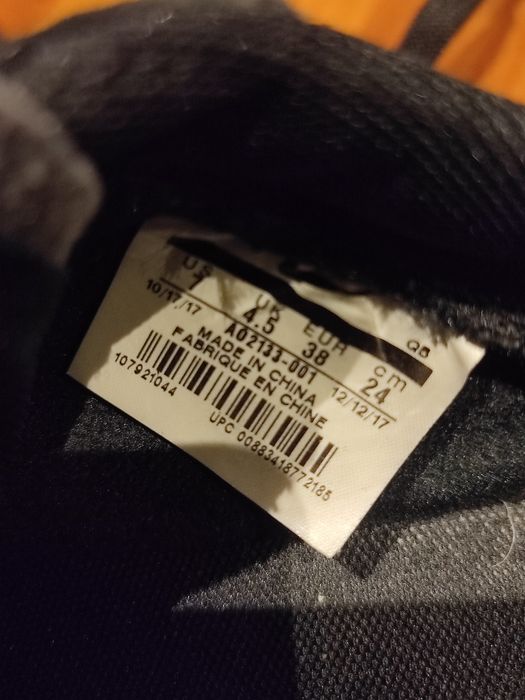 US UK EUR cm
7 4.5 38 24
10/17/17 AO2133-001 12/12/17
MADE IN CHINA
FABRIQUE EN CHINE
107921044
UPC 00883418772185